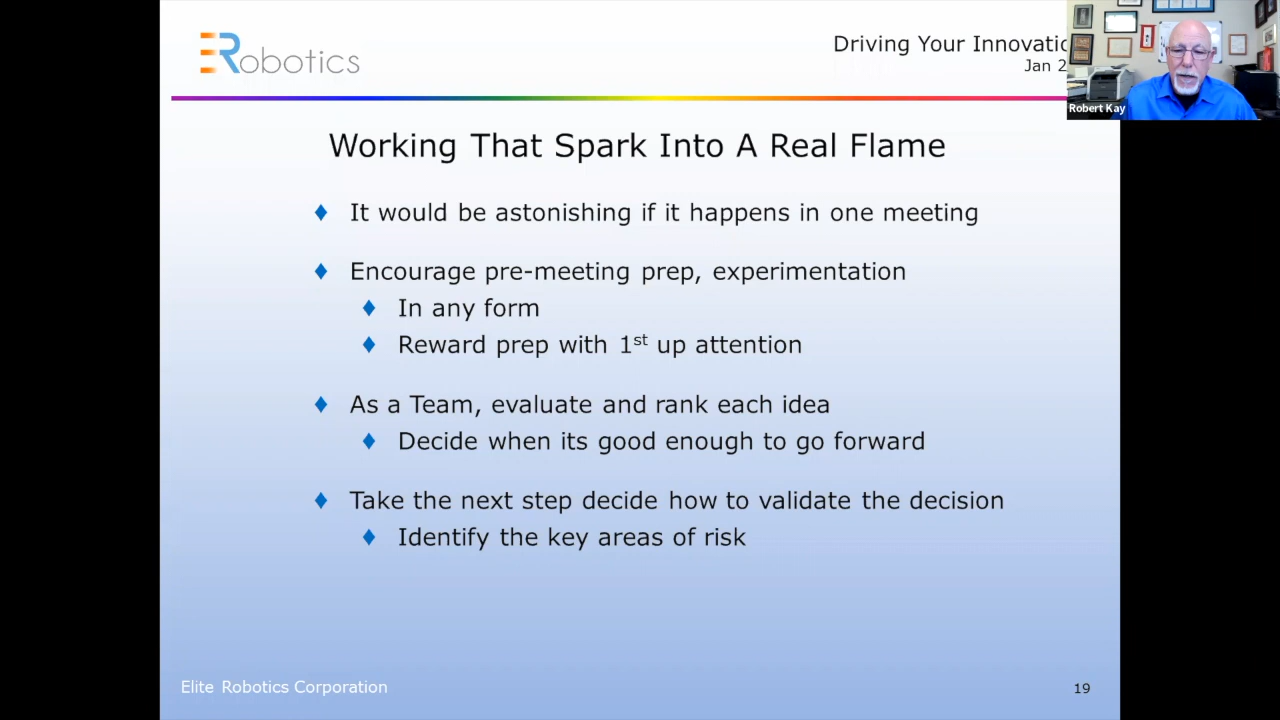 ERobotics
Driving Your Innovatio
Jan 2
Robert Kay
Working That Spark Into A Real Flame
It would be astonishing if it happens in one meeting
Encourage pre-meeting prep, experimentation
In any form
Reward prep with 1st up attention
As a Team, evaluate and rank each idea
Decide when its good enough to go forward
Take the next step decide how to validate the decision
Identify the key areas of risk
Elite Robotics Corporation
19